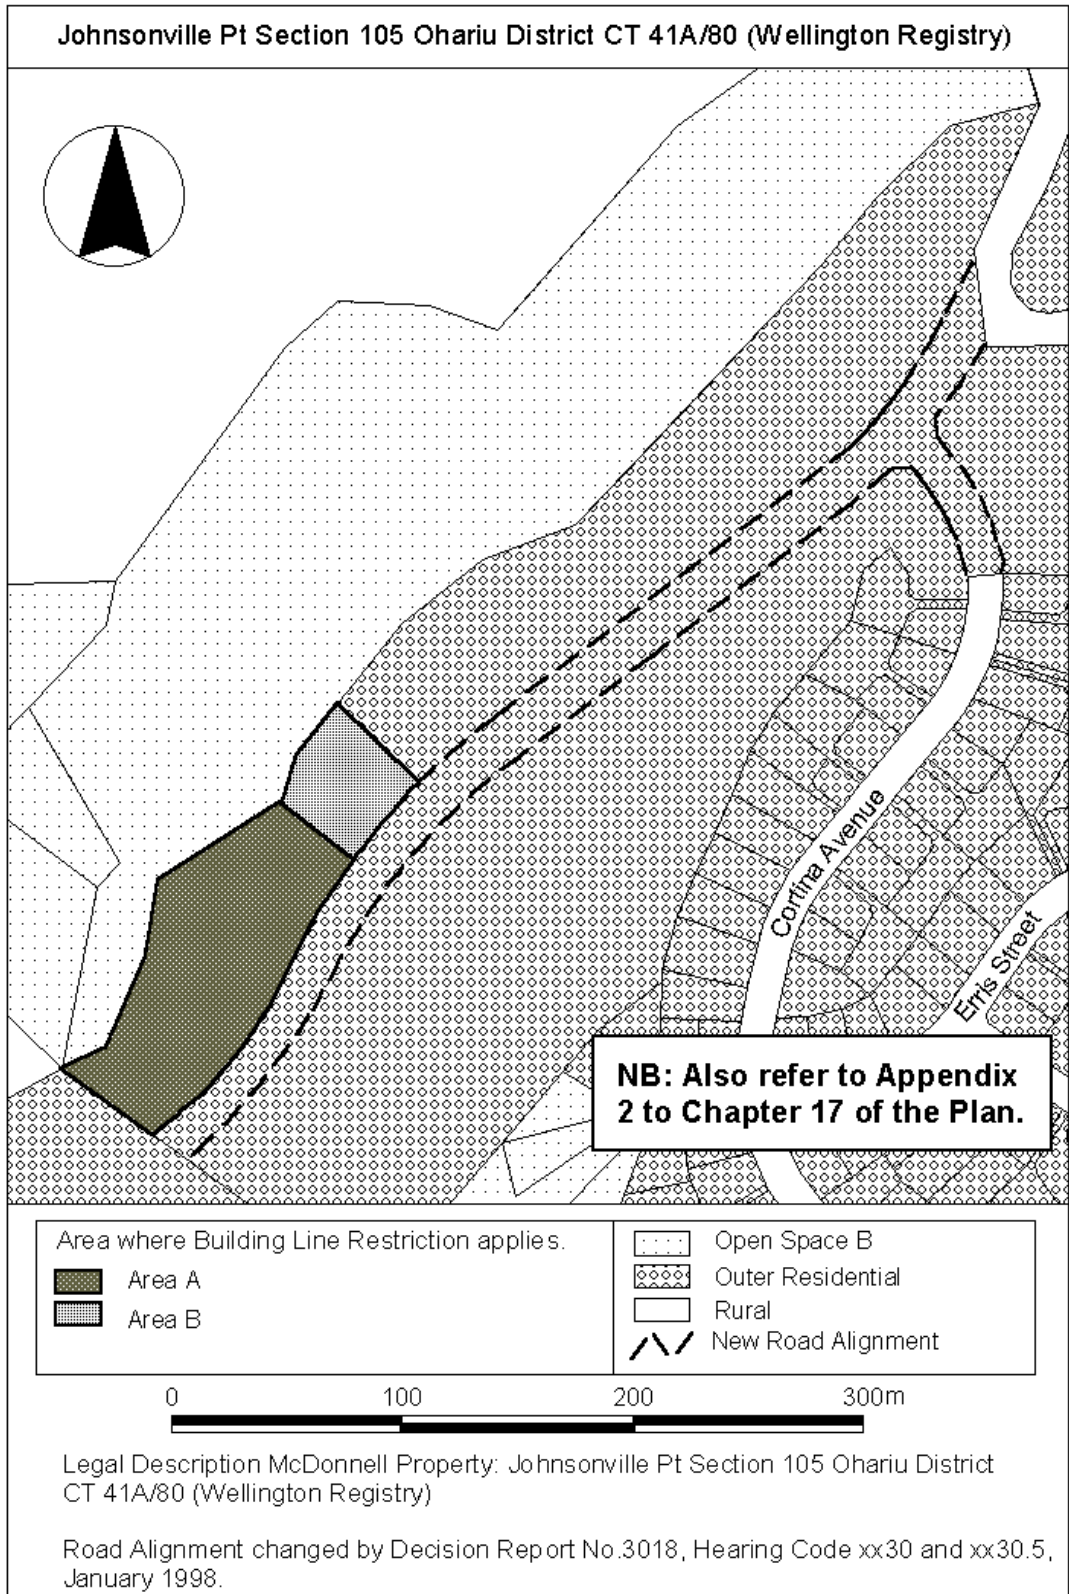 Johnsonville Pt Section 105 Ohariu District CT 41A/80 (Wellington Registry)
Cortina Avenue
Erris Street
NB: Also refer to Appendix
2 to Chapter 17 of the Plan.
Area where Building Line Restriction applies.
Area A
Area B
Open Space B
Outer Residential
Rural
New Road Alignment
0 100 200 300m
Legal Description McDonnell Property: Johnsonville Pt Section 105 Ohariu District
CT 41A/80 (Wellington Registry)
Road Alignment changed by Decision Report No.3018, Hearing Code xx30 and xx30.5,
January 1998.